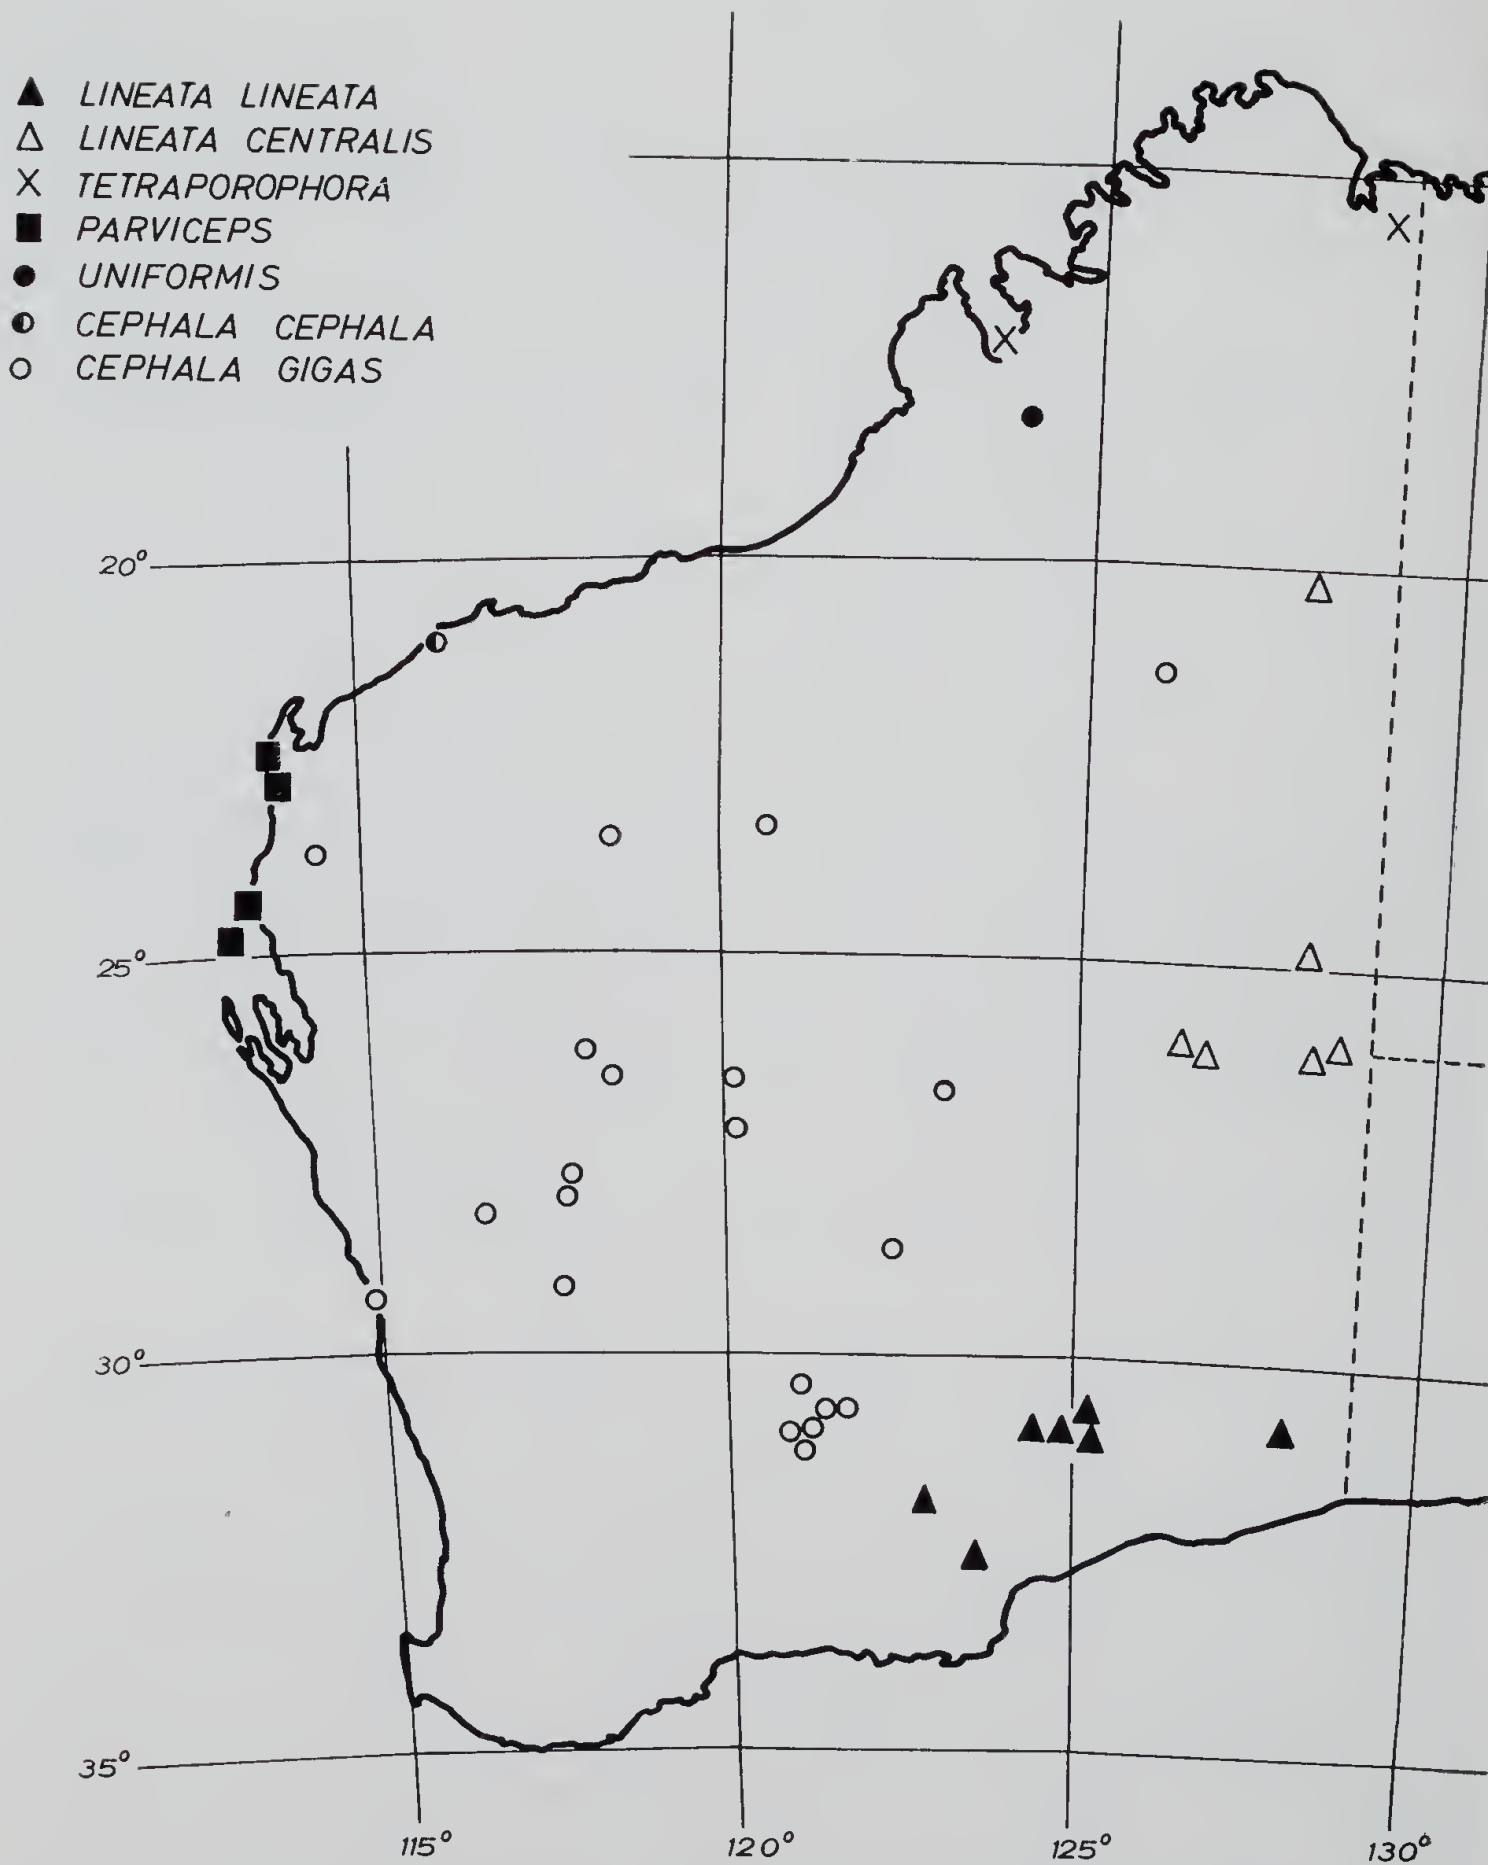 LINEATA LINEATA
LINEATA CENTRALIS
TETRAPOROPHORA
PARVICEPS
UNIFORMIS
CEPHALA CEPHALA
CEPHALA GIGAS
20°
25°
30°
35°
115°
120°
125°
130°